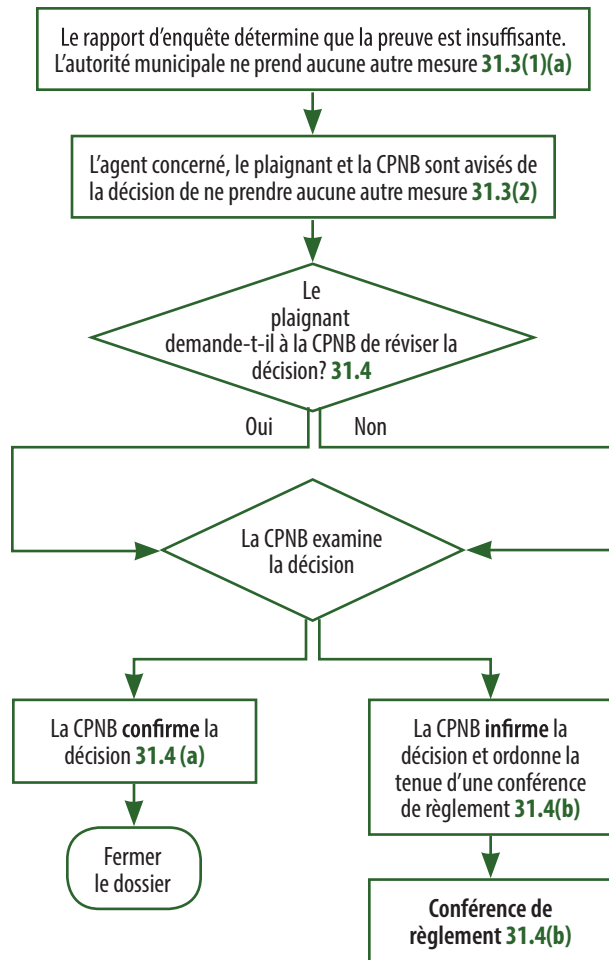 Le rapport d’enquête détermine que la preuve est insuffisante.
L’autorité municipale ne prend aucune autre mesure 31.3(1)(a)
L’agent concerné, le plaignant et la CPNB sont avisés de
la décision de ne prendre aucune autre mesure 31.3(2)
Le
plaignant
demande-t-il à la CPNB de réviser la
décision? 31.4
Oui
Non
La CPNB examine
la décision
La CPNB confirme la
décision 31.4 (a)
La CPNB infirme la
décision et ordonne la
tenue d’une conférence
de règlement 31.4(b)
Fermer
le dossier
Conférence de
règlement 31.4(b)